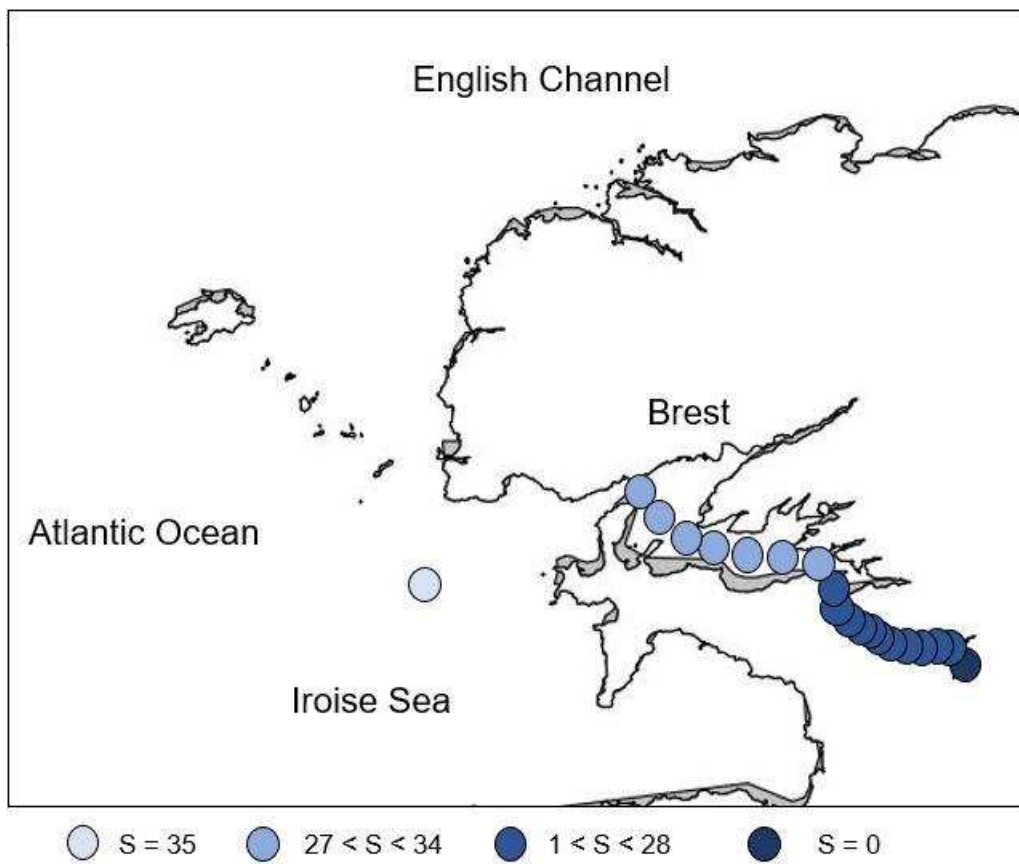 English Channel
Brest
Atlantic Ocean
Iroise Sea
S = 35 27 < S < 34 1 < S < 28 S = 0